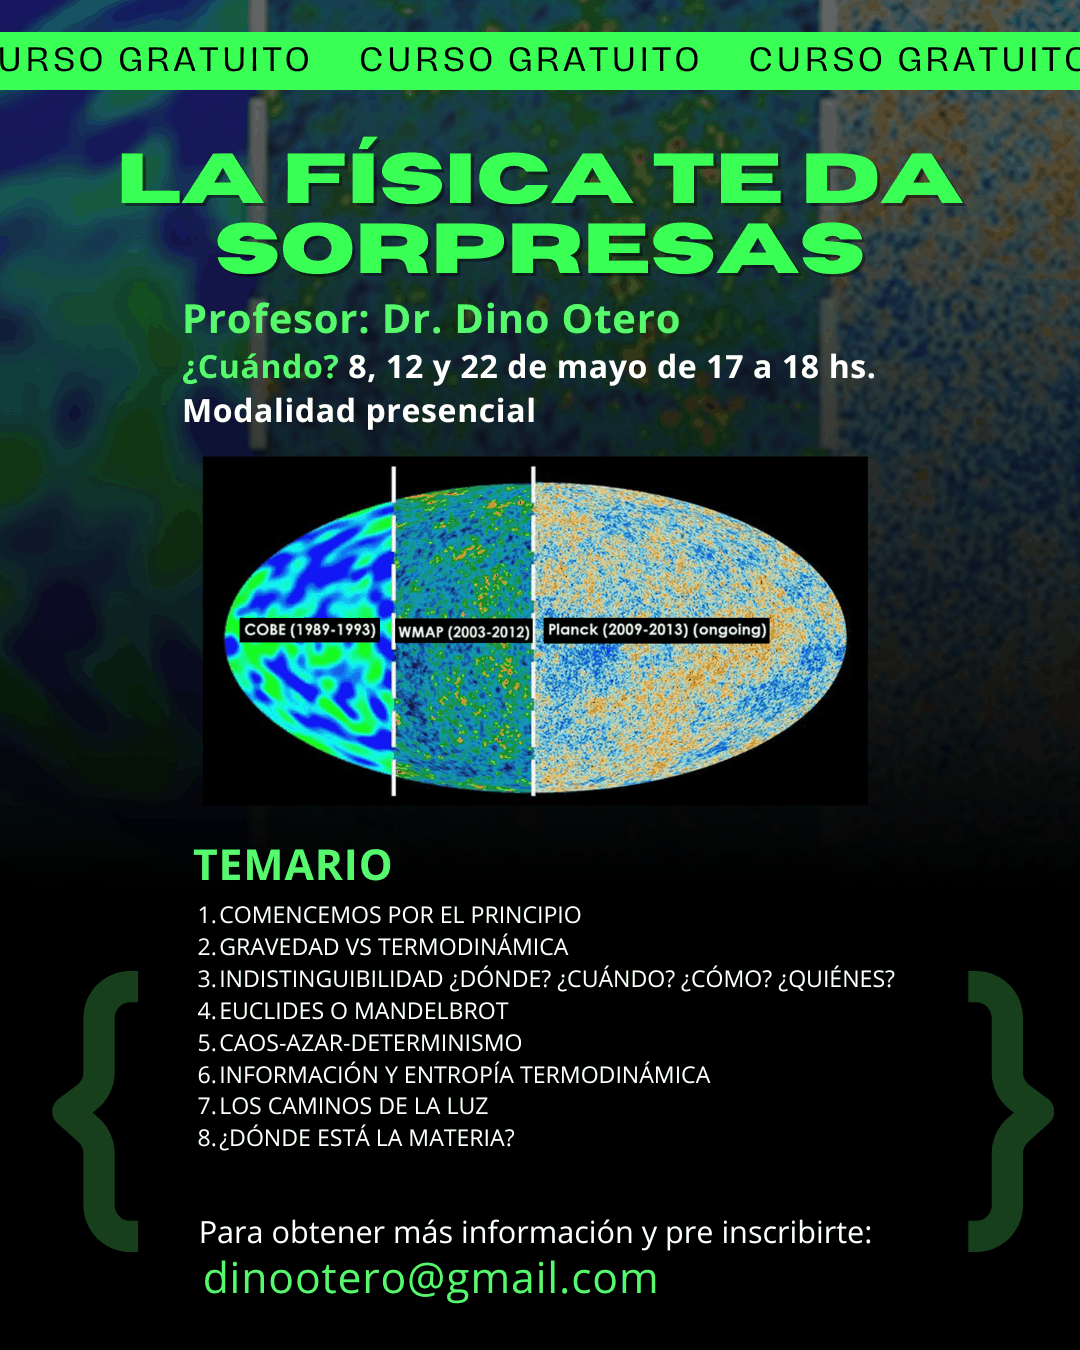 URSO GRATUITO CURSO GRATUITO CURSO GRATUITO
LA FÍSICA TE DA
SORPRESAS
Profesor: Dr. Dino Otero
¿Cuándo? 8, 12 y 22 de mayo de 17 a 18 hs.
Modalidad presencial
COBE (1989-1993) WMAP (2003-2012) Planck (2009-2013) (ongoing)
TEMARIO
1. COMENCEMOS POR EL PRINCIPIO
2. GRAVEDAD VS TERMODINÁMICA
3. INDISTINGUIBILIDAD ¿DÓNDE? ¿CUÁNDO? ¿CÓMO? ¿QUIÉNES?
4. EUCLIDES O MANDELBROT
5. CAOS-AZAR-DETERMINISMO
6. INFORMACIÓN Y ENTROPÍA TERMODINÁMICA
7. LOS CAMINOS DE LA LUZ
8. ¿DÓNDE ESTÁ LA MATERIA?
Para obtener más información y pre inscribirte:
dinootero@gmail.com